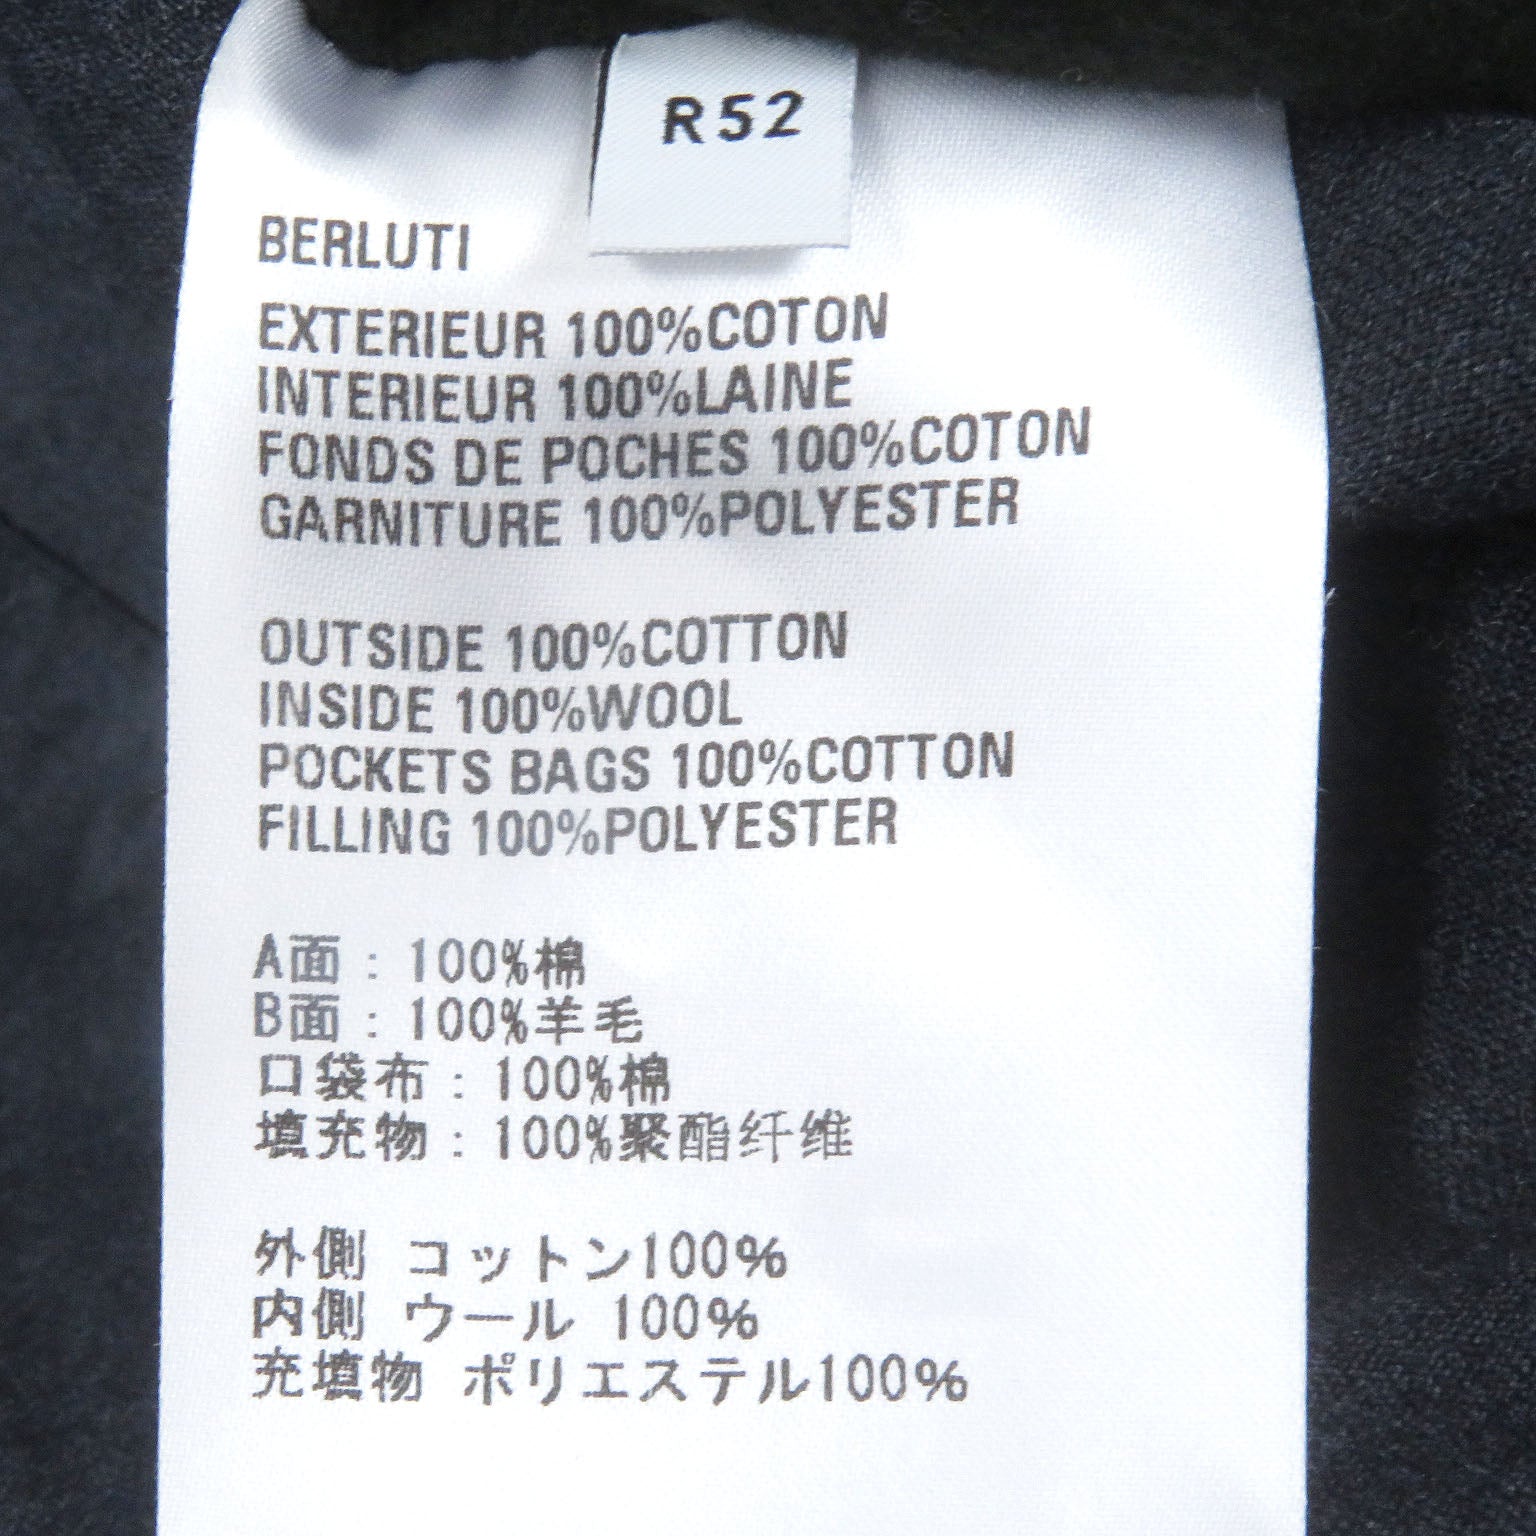 R52
BERLUTI
EXTERIEUR 100%COTON
INTERIEUR 100%LAINE
FONDS DE POCHES 100%COTON
GARNITURE 100%POLYESTER
OUTSIDE 100%COTTON
INSIDE 100%WOOL
POCKETS BAGS 100%COTTON
FILLING 100%POLYESTER
A面：100%棉
B面：100%羊毛
口袋布：100%棉
填充物：100%聚酯纤维
外側 コットン100%
内側 ウール 100%
充填物 ポリエステル100%